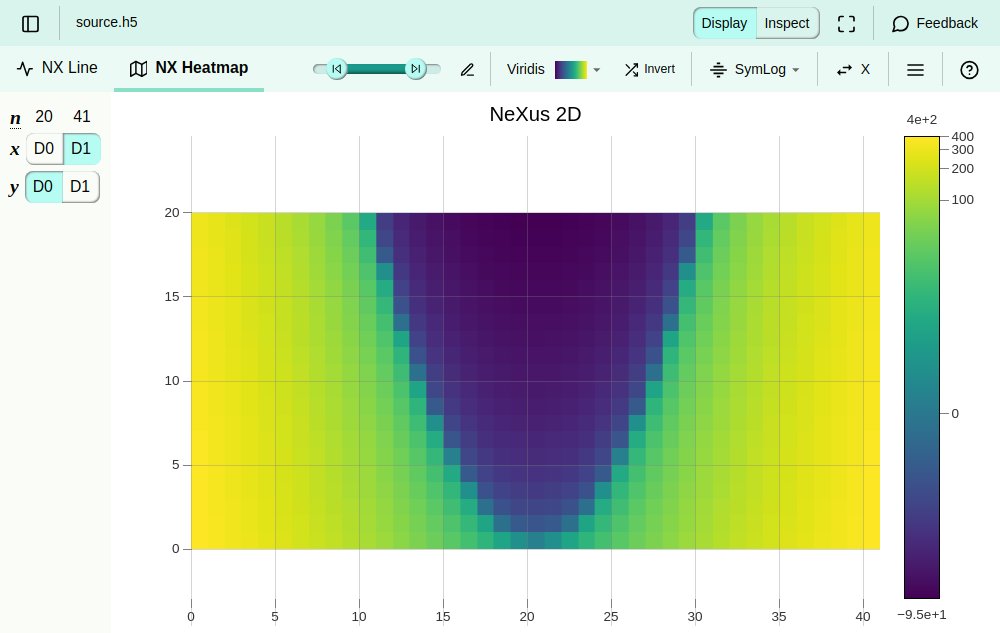 source.h5
Display Inspect Feedback
NX Line NX Heatmap Viridis Invert SymLog X
n 20 41
x D0 D1
y D0 D1
NeXus 2D
4e+2
400
300
200
100
0
−9.5e+1
20
15
10
5
0
0 5 10 15 20 25 30 35 40